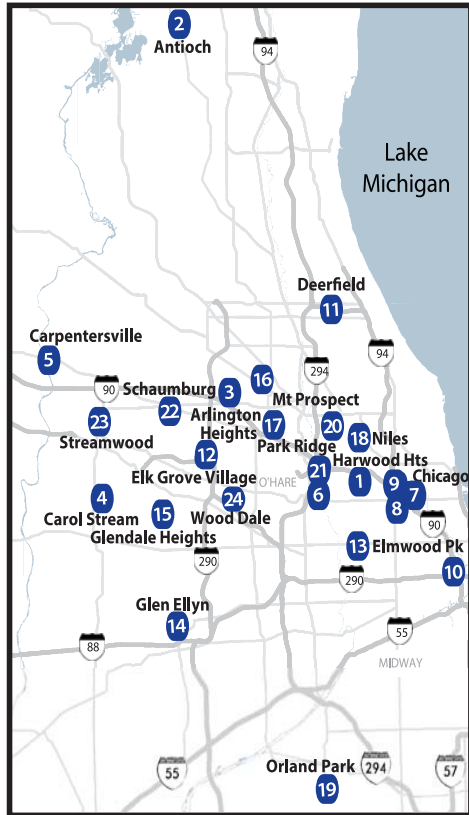 2
Antioch
94
Lake
Michigan
Deerfield
11
Carpentersville
5
94
294
90
Schaumburg
3
16
Mt Prospect
22
Arlington
Heights
23
Streamwood
17
20
18
Niles
Park Ridge
12
Harwood Hts
21
1
9
Chicago
Elk Grove Village
O'HARE
4
Carol Stream
24
Wood Dale
6
7
8
15
Glendale Heights
90
13
Elmwood Pk
290
290
10
Glen Ellyn
14
88
55
MIDWAY
Orland Park
55
294
57
19